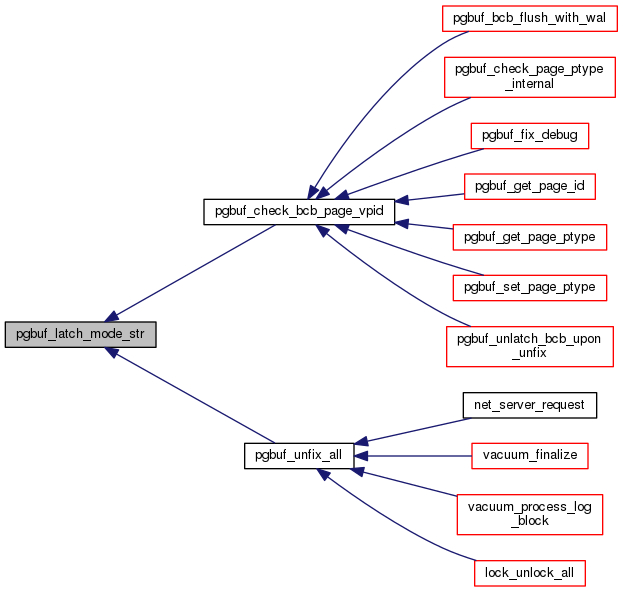 pgbuf_bcb_flush_with_wal
pgbuf_check_page_ptype
_internal
pgbuf_fix_debug
pgbuf_get_page_id
pgbuf_check_bcb_page_vpid
pgbuf_get_page_ptype
pgbuf_set_page_ptype
pgbuf_latch_mode_str
pgbuf_unlatch_bcb_upon
_unfix
net_server_request
pgbuf_unfix_all
vacuum_finalize
vacuum_process_log
_block
lock_unlock_all